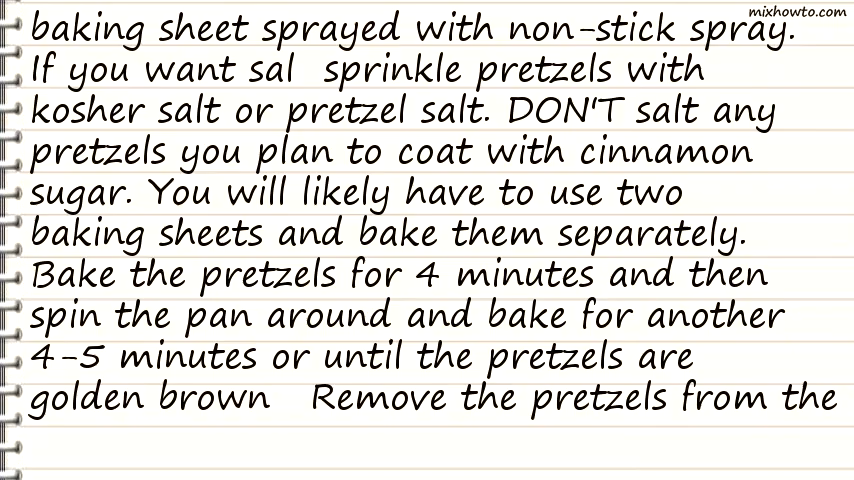 mixhowto.com
baking sheet sprayed with non-stick spray.
If you want sal sprinkle pretzels with
kosher salt or pretzel salt. DON'T salt any
pretzels you plan to coat with cinnamon
sugar. You will likely have to use two
baking sheets and bake them separately.
Bake the pretzels for 4 minutes and then
spin the pan around and bake for another
4-5 minutes or until the pretzels are
golden brown Remove the pretzels from the